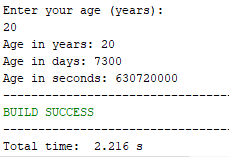 Enter your age (years):
20
Age in years: 20
Age in days: 7300
Age in seconds: 630720000
------------------------------------
BUILD SUCCESS
------------------------------------
Total time:  2.216 s